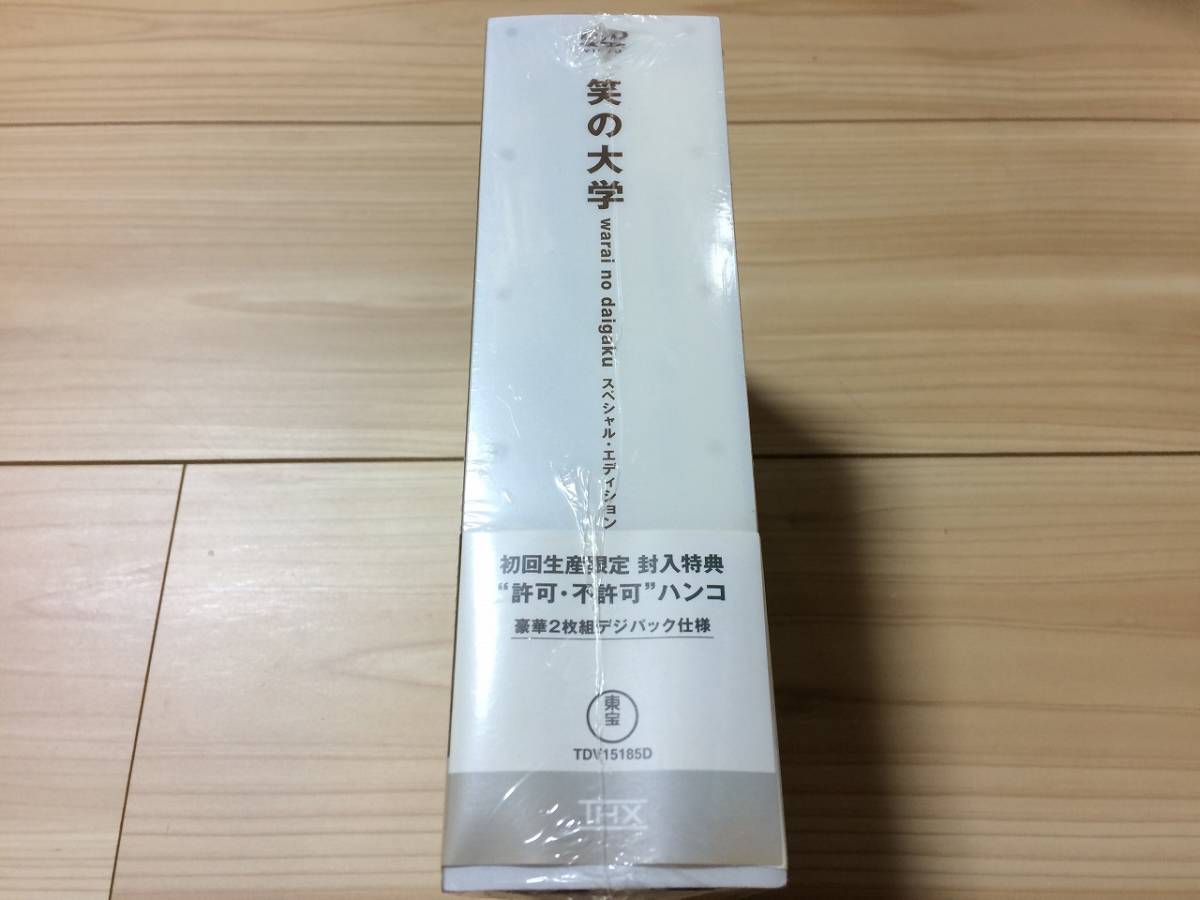 DVD
笑の大学
warai no daigaku
スペシャル・エディション
初回生産限定 封入特典
“許可・不許可”ハンコ
豪華2枚組デジパック仕様
東宝
TDV15185D
THX